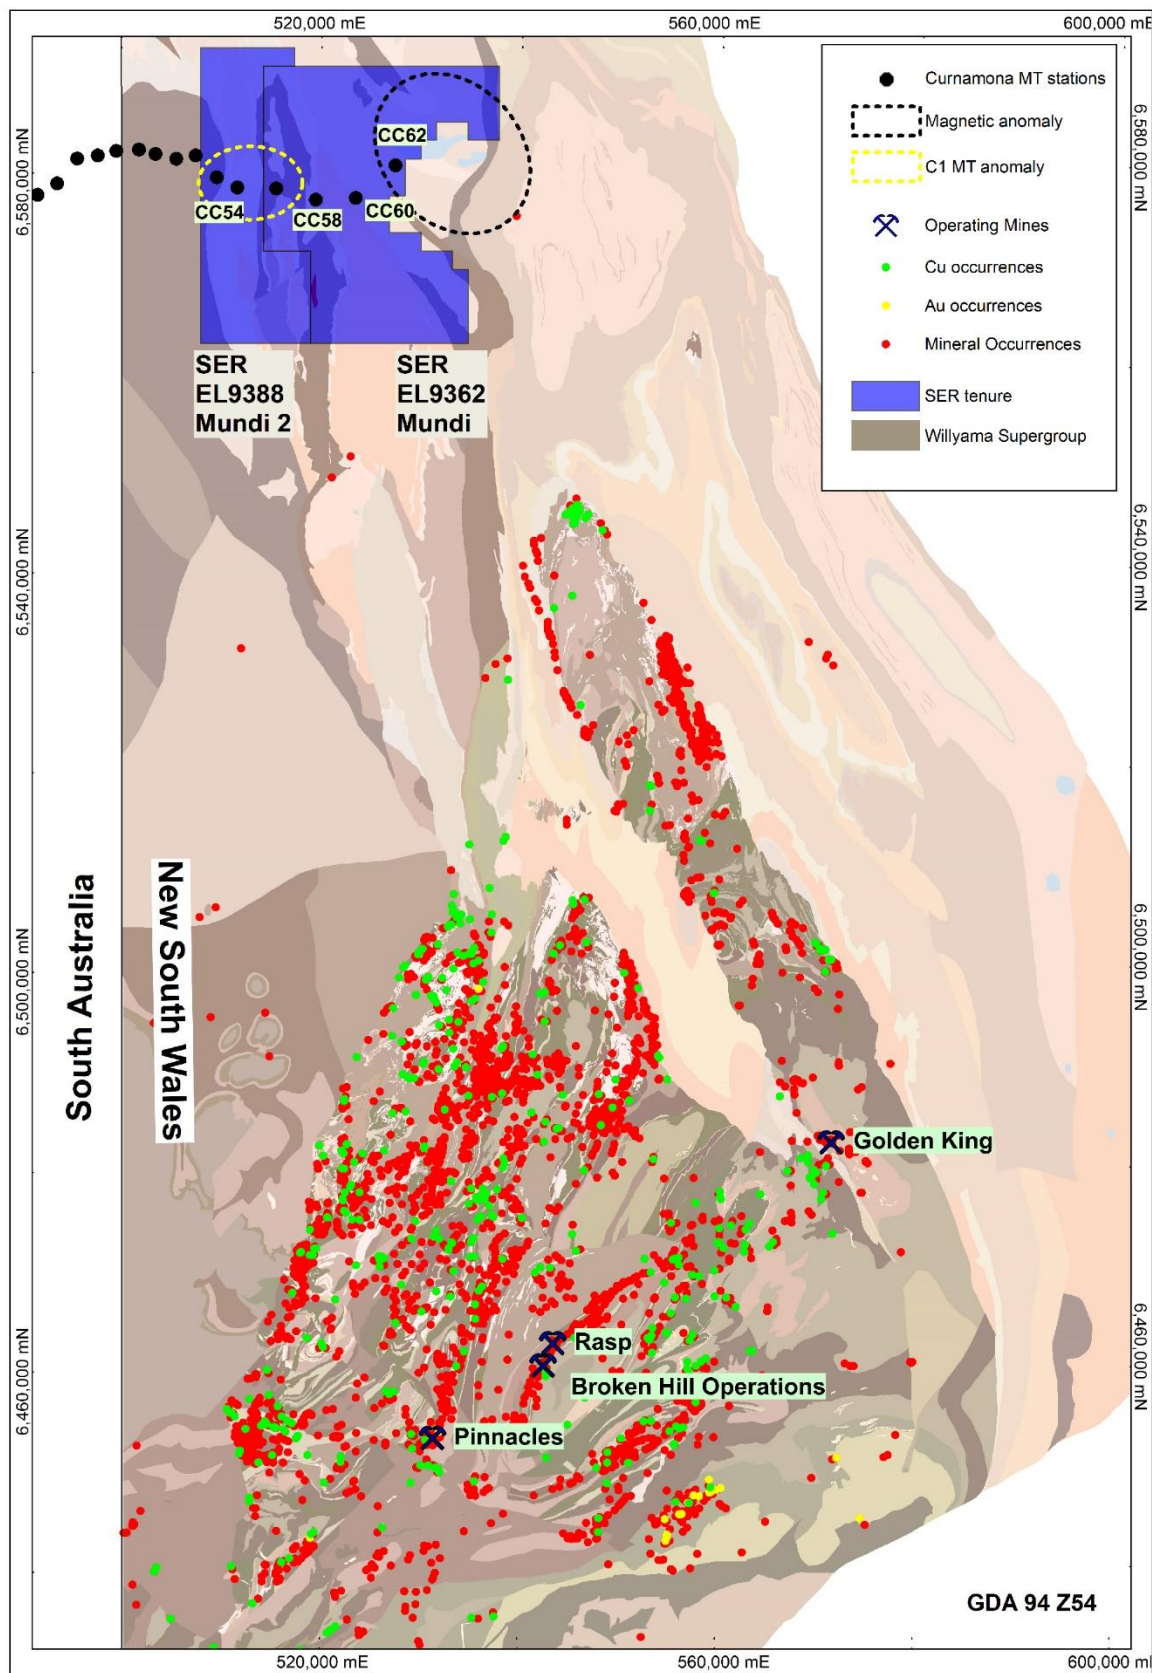 520,000 mE
560,000 mE
600,000 mE
Curnamona MT stations
Magnetic anomaly
C1 MT anomaly
Operating Mines
Cu occurrences
Au occurrences
Mineral Occurrences
SER tenure
Willyama Supergroup
6,580,000 mN
6,580,000 mN
CC62
CC54
CC58
CC60
SER
EL9388
Mundi 2
SER
EL9362
Mundi
6,540,000 mN
6,540,000 mN
South Australia
New South Wales
6,500,000 mN
6,500,000 mN
Golden King
Rasp
Broken Hill Operations
Pinnacles
6,460,000 mN
6,460,000 mN
GDA 94 Z54
520,000 mE
560,000 mE
600,000 mE